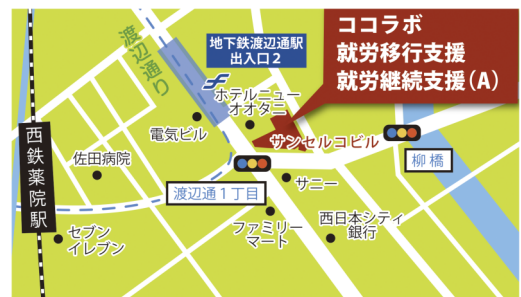 ココラボ
就労移行支援
就労継続支援(A)
渡辺通り
地下鉄渡辺通駅
出入口2
ホテルニュー
オオタニ
電気ビル
サンセルコビル
柳橋
西鉄薬院駅
佐田病院
渡辺通1丁目
サニー
セブン
イレブン
ファミリー
マート
西日本シティ
銀行